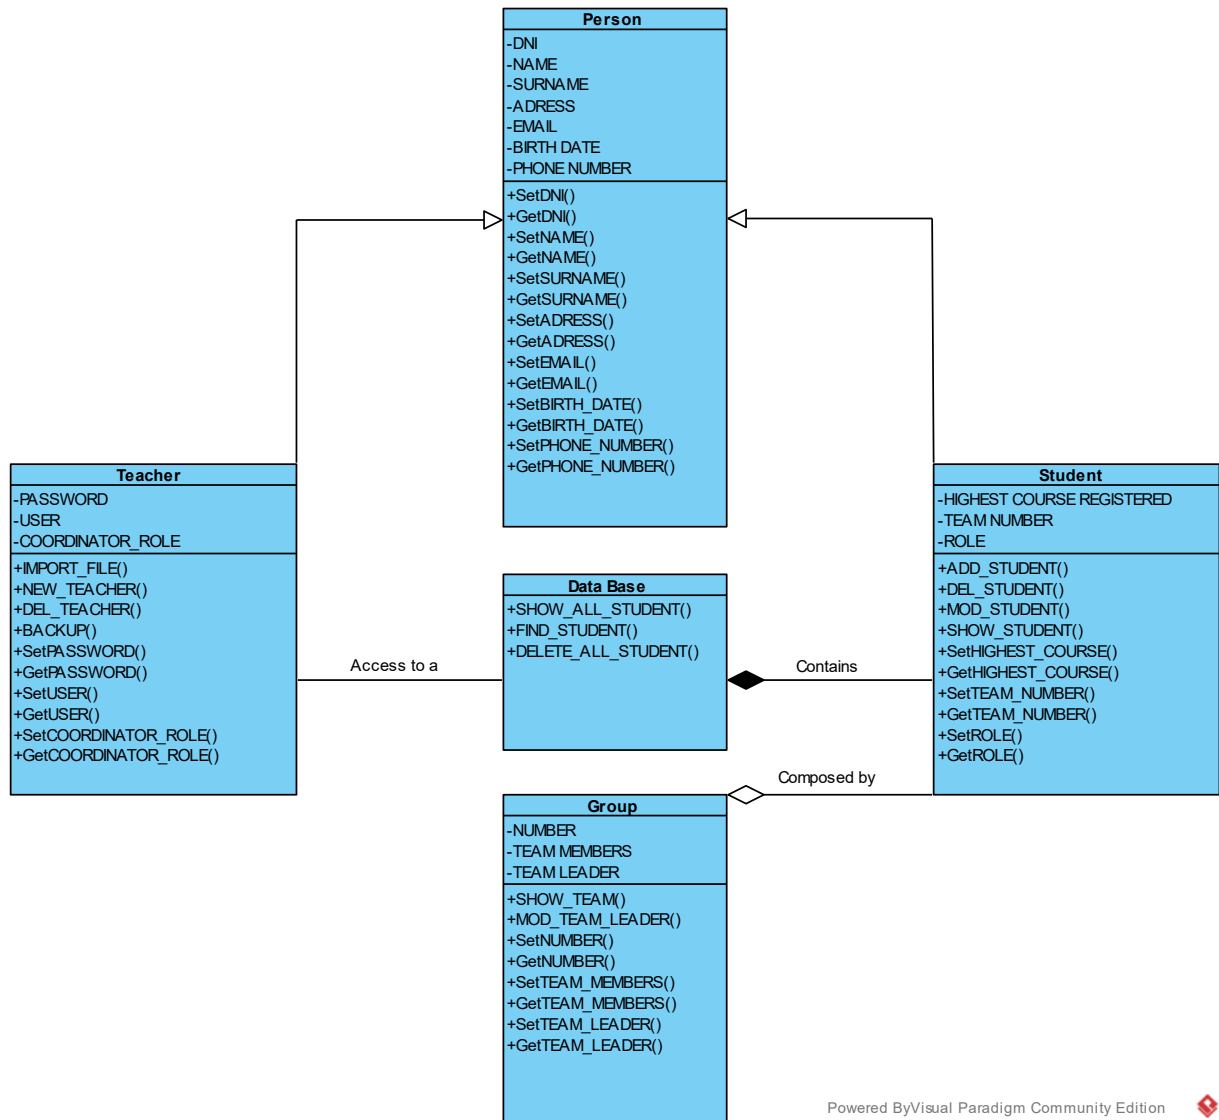 Person
-DNI
-NAME
-SURNAME
-ADRESS
-EMAIL
-BIRTH DATE
-PHONE NUMBER
+SetDNI()
+GetDNI()
+SetNAME()
+GetNAME()
+SetSURNAME()
+GetSURNAME()
+SetADRESS()
+GetADRESS()
+SetEMAIL()
+GetEMAIL()
+SetBIRTH_DATE()
+GetBIRTH_DATE()
+SetPHONE_NUMBER()
+GetPHONE_NUMBER()
Teacher
-PASSWORD
-USER
-COORDINATOR_ROLE
+IMPORT_FILE()
+NEW_TEACHER()
+DEL_TEACHER()
+BACKUP()
+SetPASSWORD()
+GetPASSWORD()
+SetUSER()
+GetUSER()
+SetCOORDINATOR_ROLE()
+GetCOORDINATOR_ROLE()
Access to a
Data Base
+SHOW_ALL_STUDENT()
+FIND_STUDENT()
+DELETE_ALL_STUDENT()
Contains
Student
-HIGHEST COURSE REGISTERED
-TEAM NUMBER
-ROLE
+ADD_STUDENT()
+DEL_STUDENT()
+MOD_STUDENT()
+SHOW_STUDENT()
+SetHIGHEST_COURSE()
+GetHIGHEST_COURSE()
+SetTEAM_NUMBER()
+GetTEAM_NUMBER()
+SetROLE()
+GetROLE()
Composed by
Group
-NUMBER
-TEAM MEMBERS
-TEAM LEADER
+SHOW_TEAM()
+MOD_TEAM_LEADER()
+SetNUMBER()
+GetNUMBER()
+SetTEAM_MEMBERS()
+GetTEAM_MEMBERS()
+SetTEAM_LEADER()
+GetTEAM_LEADER()
Powered ByVisual Paradigm Community Edition